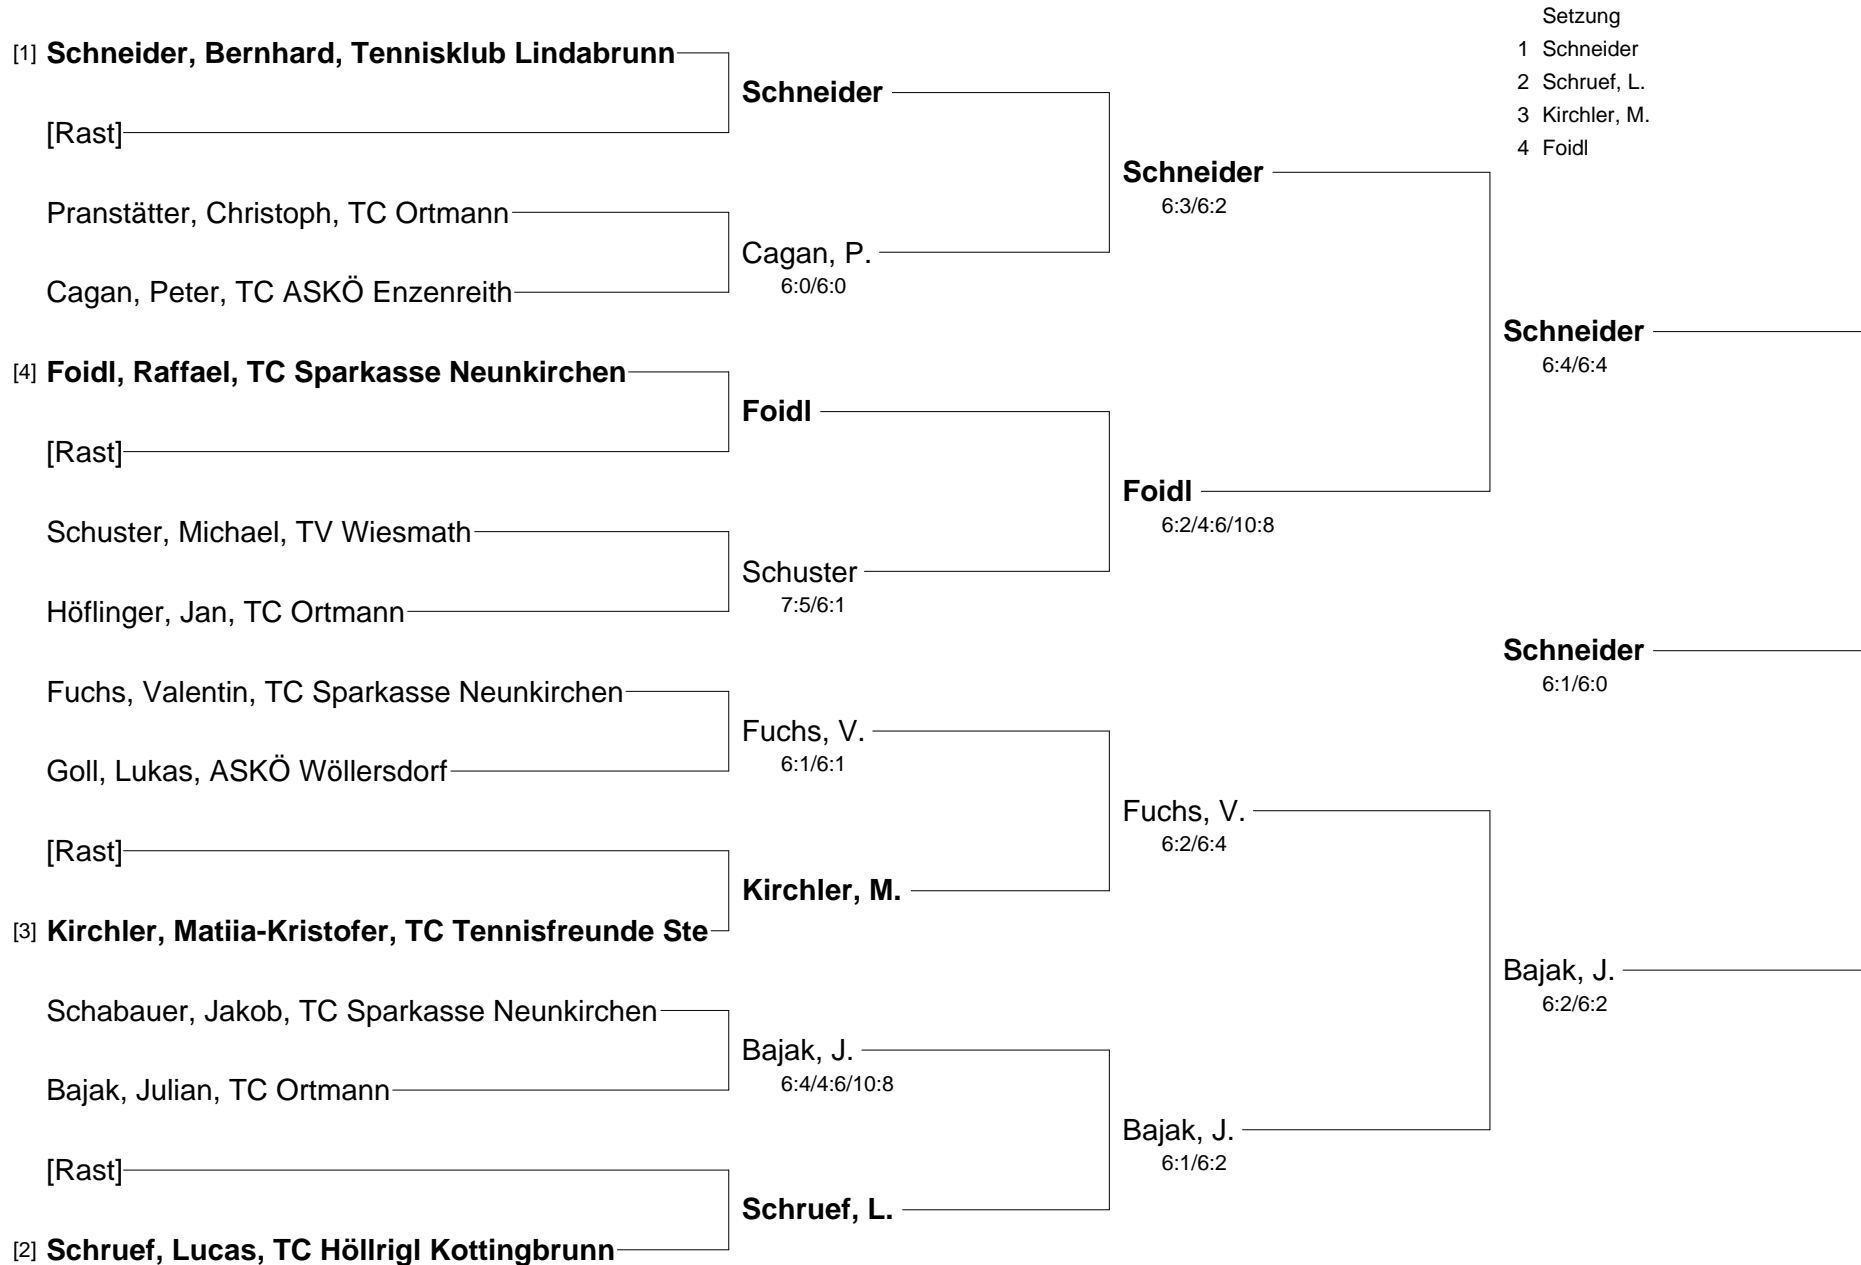 Setzung
1 Schneider
2 Schruef, L.
3 Kirchler, M.
4 Foidl
[1] Schneider, Bernhard, Tennisklub Lindabrunn
[Rast]
Pranstätter, Christoph, TC Ortmann
Cagan, Peter, TC ASKÖ Enzenreith
[4] Foidl, Raffael, TC Sparkasse Neunkirchen
[Rast]
Schuster, Michael, TV Wiesmath
Höflinger, Jan, TC Ortmann
Fuchs, Valentin, TC Sparkasse Neunkirchen
Goll, Lukas, ASKÖ Wöllersdorf
[Rast]
[3] Kirchler, Matiia-Kristofer, TC Tennisfreunde Ste
Schabauer, Jakob, TC Sparkasse Neunkirchen
Bajak, Julian, TC Ortmann
[Rast]
[2] Schruef, Lucas, TC Höllrigl Kottingbrunn
Schneider
Cagan, P.
6:0/6:0
Foidl
Schuster
7:5/6:1
Fuchs, V.
6:1/6:1
Kirchler, M.
Bajak, J.
6:4/4:6/10:8
Schruef, L.
Schneider
6:3/6:2
Foidl
6:2/4:6/10:8
Fuchs, V.
6:2/6:4
Bajak, J.
6:1/6:2
Schneider
6:4/6:4
Schneider
6:1/6:0
Bajak, J.
6:2/6:2